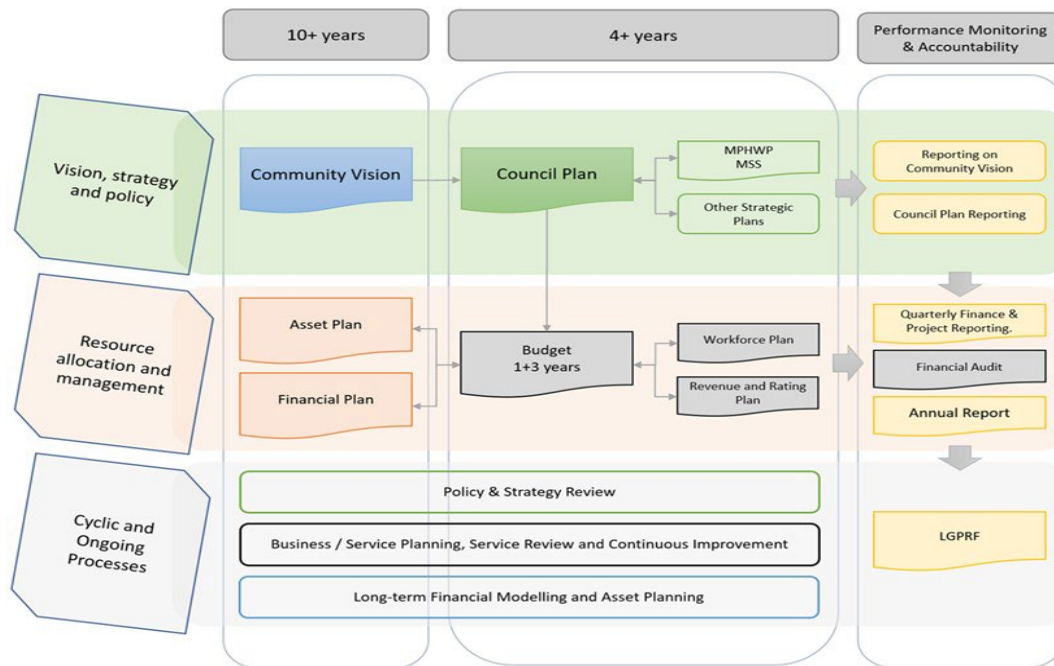 10+ years
4+ years
Performance Monitoring
& Accountability
Vision, strategy
and policy
Community Vision
Council Plan
MPHWP
MSS
Other Strategic
Plans
Reporting on
Community Vision
Council Plan Reporting
Resource
allocation and
management
Asset Plan
Financial Plan
Budget
1+3 years
Workforce Plan
Revenue and Rating
Plan
Quarterly Finance &
Project Reporting.
Financial Audit
Annual Report
Cyclic and
Ongoing
Processes
Policy & Strategy Review
Business / Service Planning, Service Review and Continuous Improvement
Long-term Financial Modelling and Asset Planning
LGPRF